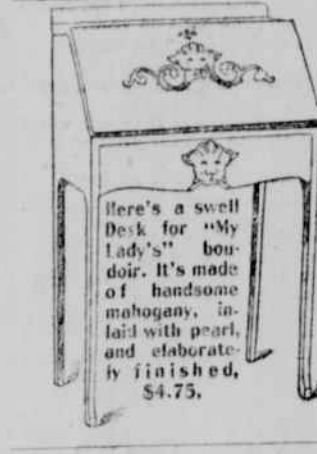 Here's a swell
Desk for "My
Lady's" bou-
doir. It's made
of handsome
mahogany, in-
laid with pearl,
and elaborate-
ly finished,
$4.75.